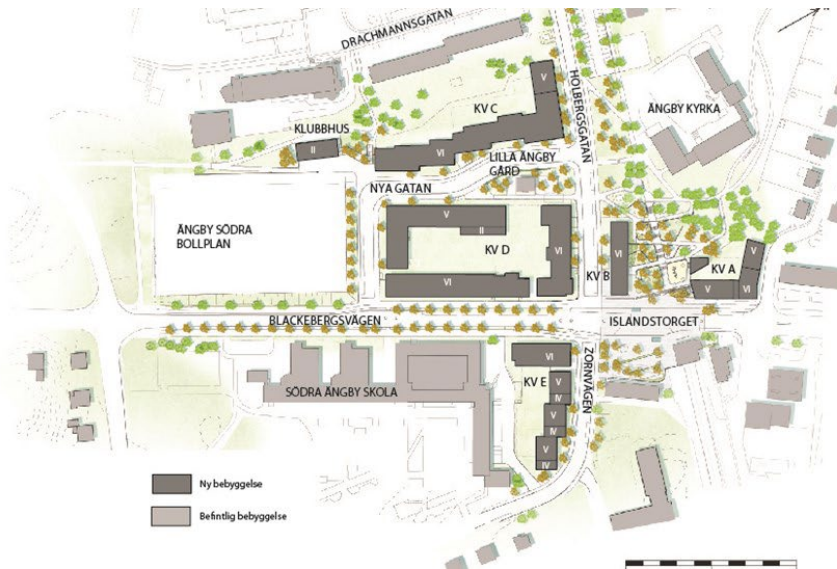 DRACHMANNSGATAN
HOLBERGSGATAN
V
KV C
ÄNGBY KYRKA
KLUBBHUS
II
VI
LILLA ÄNGBY
GÅRD
NYA GATAN
ÄNGBY SÖDRA
BOLLPLAN
V
II
KV D
VI
VI
VI
KV B
KV A
V
V
VI
BLACKEBERGSVÄGEN
ISLANDSTORGET
ZORNVÄGEN
VI
KV E
V
IV
V
IV
V
IV
SÖDRA ÄNGBY SKOLA
Ny bebyggelse
Befintlig bebyggelse